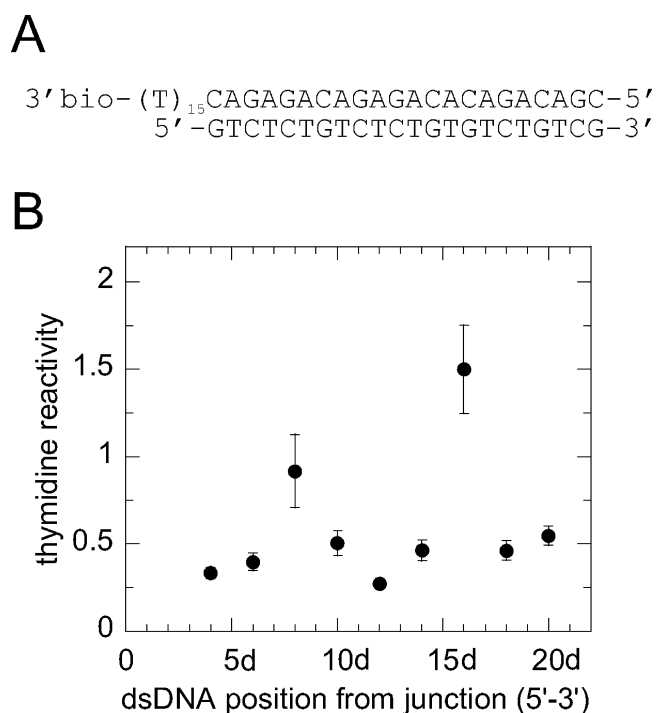 A
3'bio-(T)15CAGAGACAGAGACACAGACAGC-5'
5'-GTCTCTGTCTCTGTGTCTGTCG-3'
B
2
1.5
1
0.5
0
thymidine reactivity
0 5d 10d 15d 20d
dsDNA position from junction (5'-3')